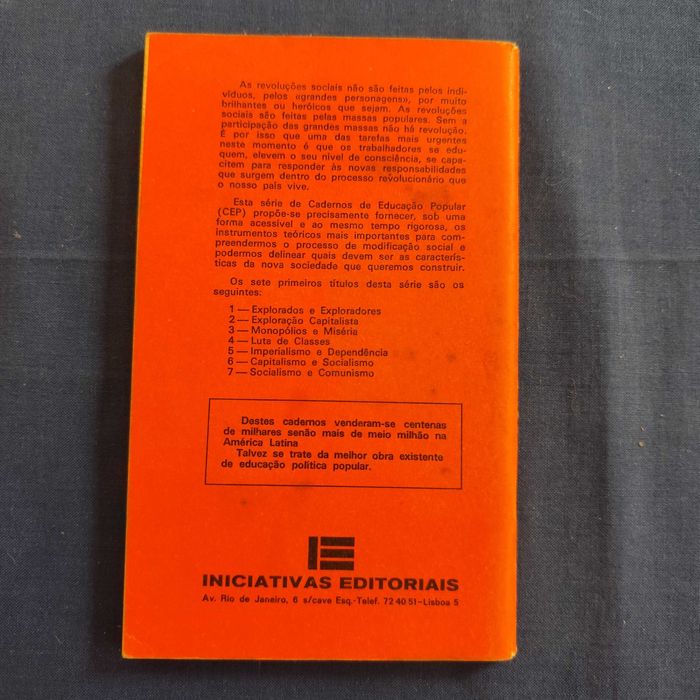 As revoluções sociais não são feitas pelos indi-
víduos, pelos «grandes personagens», por muito
brilhantes ou heróicos que sejam. As revoluções
sociais são feitas pelas massas populares. Sem a
participação das grandes massas não há revolução.
É por isso que uma das tarefas mais urgentes
neste momento é que os trabalhadores se edu-
quem, elevem o seu nível de consciência, se capa-
citem para responder às novas responsabilidades
que surgem dentro do processo revolucionário que
o nosso país vive.
Esta série de Cadernos de Educação Popular
(CEP) propõe-se precisamente fornecer, sob uma
forma acessível e ao mesmo tempo rigorosa, os
instrumentos teóricos mais importantes para com-
preendermos o processo de modificação social e
podermos delinear quais devem ser as caracterís-
ticas da nova sociedade que queremos construir.
Os sete primeiros títulos desta série são os
seguintes:
1 — Explorados e Exploradores
2 — Exploração Capitalista
3 — Monopólios e Miséria
4 — Luta de Classes
5 — Imperialismo e Dependência
6 — Capitalismo e Socialismo
7 — Socialismo e Comunismo
Destes cadernos venderam-se centenas
de milhares senão mais de meio milhão na
América Latina
Talvez se trate da melhor obra existente
de educação política popular.
INICIATIVAS EDITORIAIS
Av. Rio de Janeiro, 6 s/cave Esq.-Telef. 72 40 51-Lisboa 5